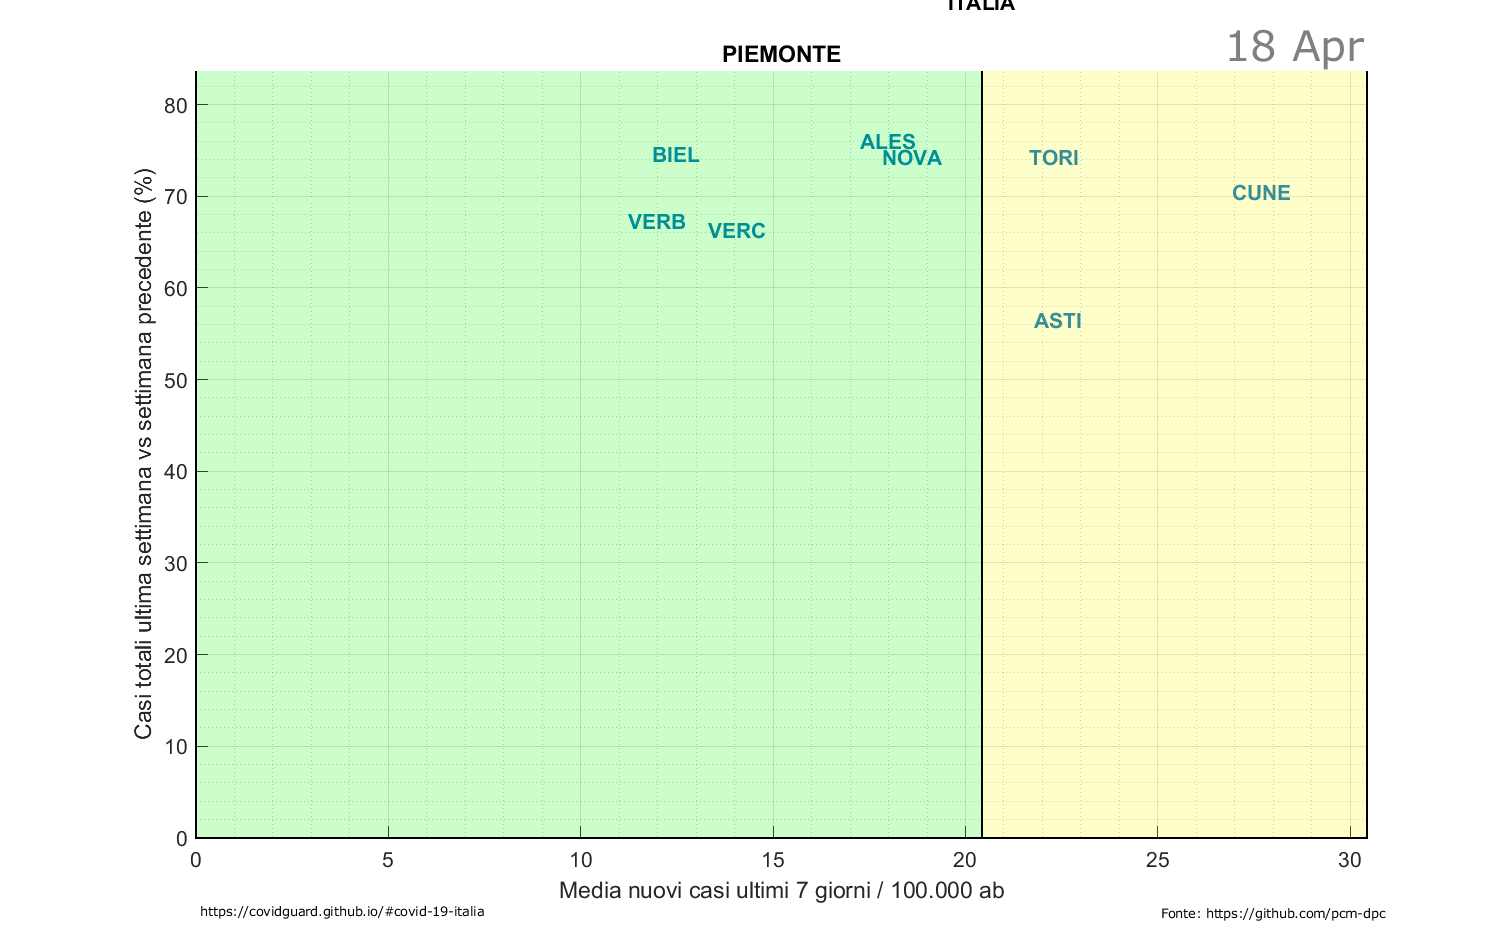 ITALIA
18 Apr
PIEMONTE
Casi totali ultima settimana vs settimana precedente (%)
80
70
60
50
40
30
20
10
0
ALES
NOVA
BIEL
TORI
CUNE
VERB
VERC
ASTI
0 5 10 15 20 25 30
Media nuovi casi ultimi 7 giorni / 100.000 ab
https://covidguard.github.io/#covid-19-italia
Fonte: https://github.com/pcm-dpc